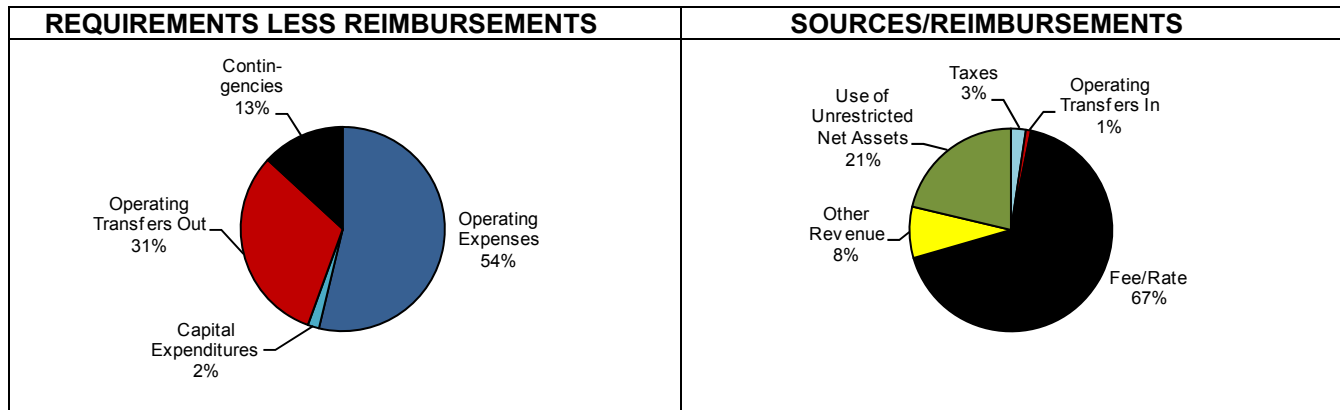 REQUIREMENTS LESS REIMBURSEMENTS
Contin-
gencies
13%
Operating
Transfers Out
31%
Operating
Expenses
54%
Capital
Expenditures
2%
SOURCES/REIMBURSEMENTS
Taxes
3%
Operating
Transfers In
1%
Use of
Unrestricted
Net Assets
21%
Other
Revenue
8%
Fee/Rate
67%